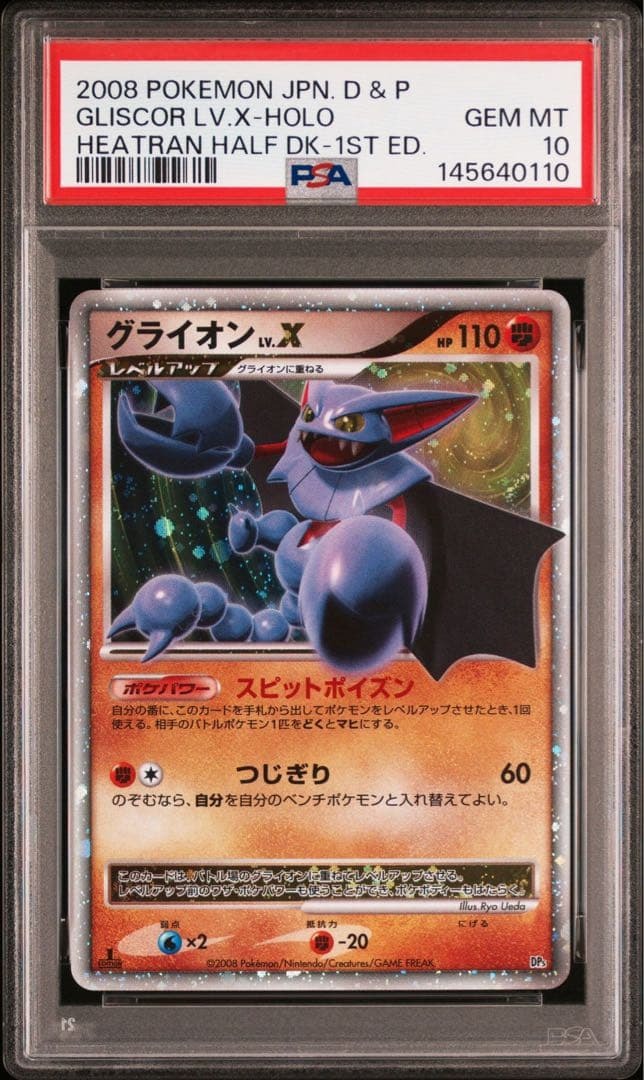 2008 POKEMON JPN. D & P
GLISCOR LV.X-HOLO GEM MT
HEATRAN HALF DK-1ST ED. 10
PSA 145640110
グライオン LV.X HP 110
レベルアップ グライオンに重ねる
ポケパワー スピットポイズン
自分の番に、このカードを手札から出してポケモンをレベルアップさせたとき、1回
使える。相手のバトルポケモン1匹をどくとマヒにする。
つじぎり 60
のぞむなら、自分を自分のベンチポケモンと入れ替えてよい。
このカードは、バトル場のグライオンに重ねてレベルアップさせる。
レベルアップ前のワザ・ポケパワーも使うことができ、ポケボディーもはたらく。
Illus. Ryo Ueda
弱点 抵抗力 にげる
×2 -20
1 EDITION ©2008 Pokémon/Nintendo/Creatures/GAME FREAK DPs
21 PSA